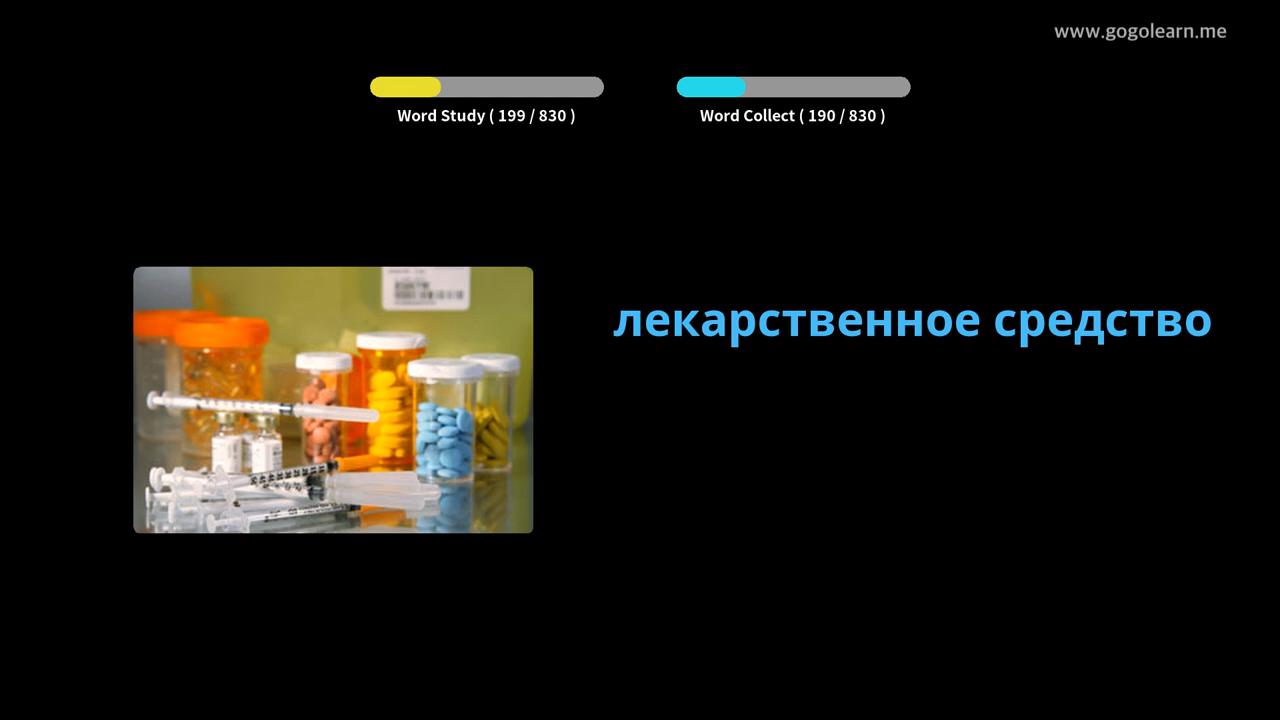 www.gogolearn.me
Word Study ( 199 / 830 )
Word Collect ( 190 / 830 )
лекарственное средство